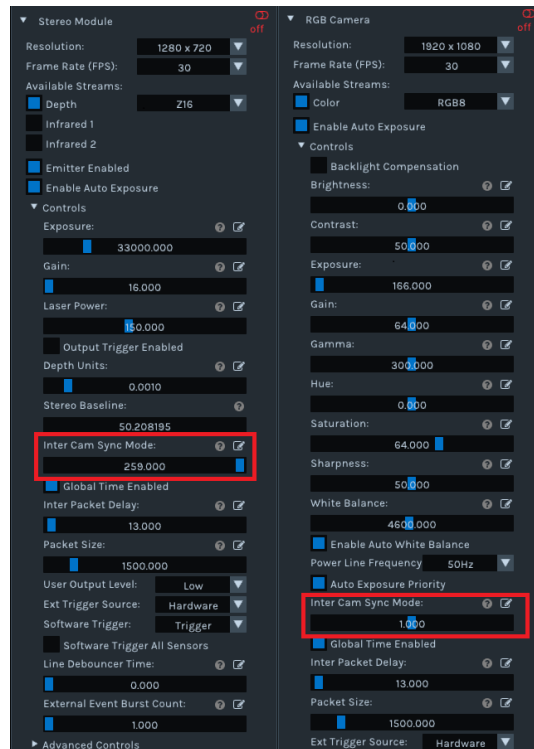 Stereo Module
off
Resolution: 1280 x 720
Frame Rate (FPS): 30
Available Streams:
Depth Z16
Infrared 1
Infrared 2
Emitter Enabled
Enable Auto Exposure
Controls
Exposure:
33000.000
Gain:
16.000
Laser Power:
150.000
Output Trigger Enabled
Depth Units:
0.0010
Stereo Baseline:
50.208195
Inter Cam Sync Mode:
259.000
Global Time Enabled
Inter Packet Delay:
13.000
Packet Size:
1500.000
User Output Level: Low
Ext Trigger Source: Hardware
Software Trigger: Trigger
Software Trigger All Sensors
Line Debouncer Time:
0.000
External Event Burst Count:
1.000
Advanced Controls
RGB Camera
off
Resolution: 1920 x 1080
Frame Rate (FPS): 30
Available Streams:
Color RGB8
Enable Auto Exposure
Controls
Backlight Compensation
Brightness:
0.000
Contrast:
50.000
Exposure:
166.000
Gain:
64.000
Gamma:
300.000
Hue:
0.000
Saturation:
64.000
Sharpness:
50.000
White Balance:
4600.000
Enable Auto White Balance
Power Line Frequency 50Hz
Auto Exposure Priority
Inter Cam Sync Mode:
1.000
Global Time Enabled
Inter Packet Delay:
13.000
Packet Size:
1500.000
Ext Trigger Source: Hardware